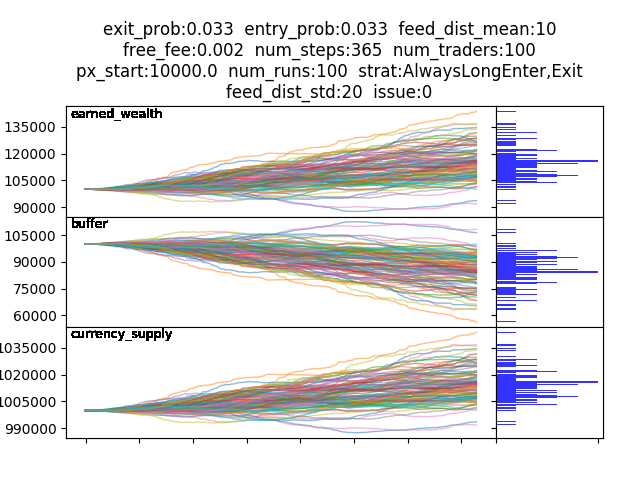 exit_prob:0.033  entry_prob:0.033  feed_dist_mean:10
free_fee:0.002  num_steps:365  num_traders:100
px_start:10000.0  num_runs:100  strat:AlwaysLongEnter,Exit
feed_dist_std:20  issue:0
earned_wealth
135000
120000
105000
90000
buffer
105000
90000
75000
60000
currency_supply
1035000
1020000
1005000
990000